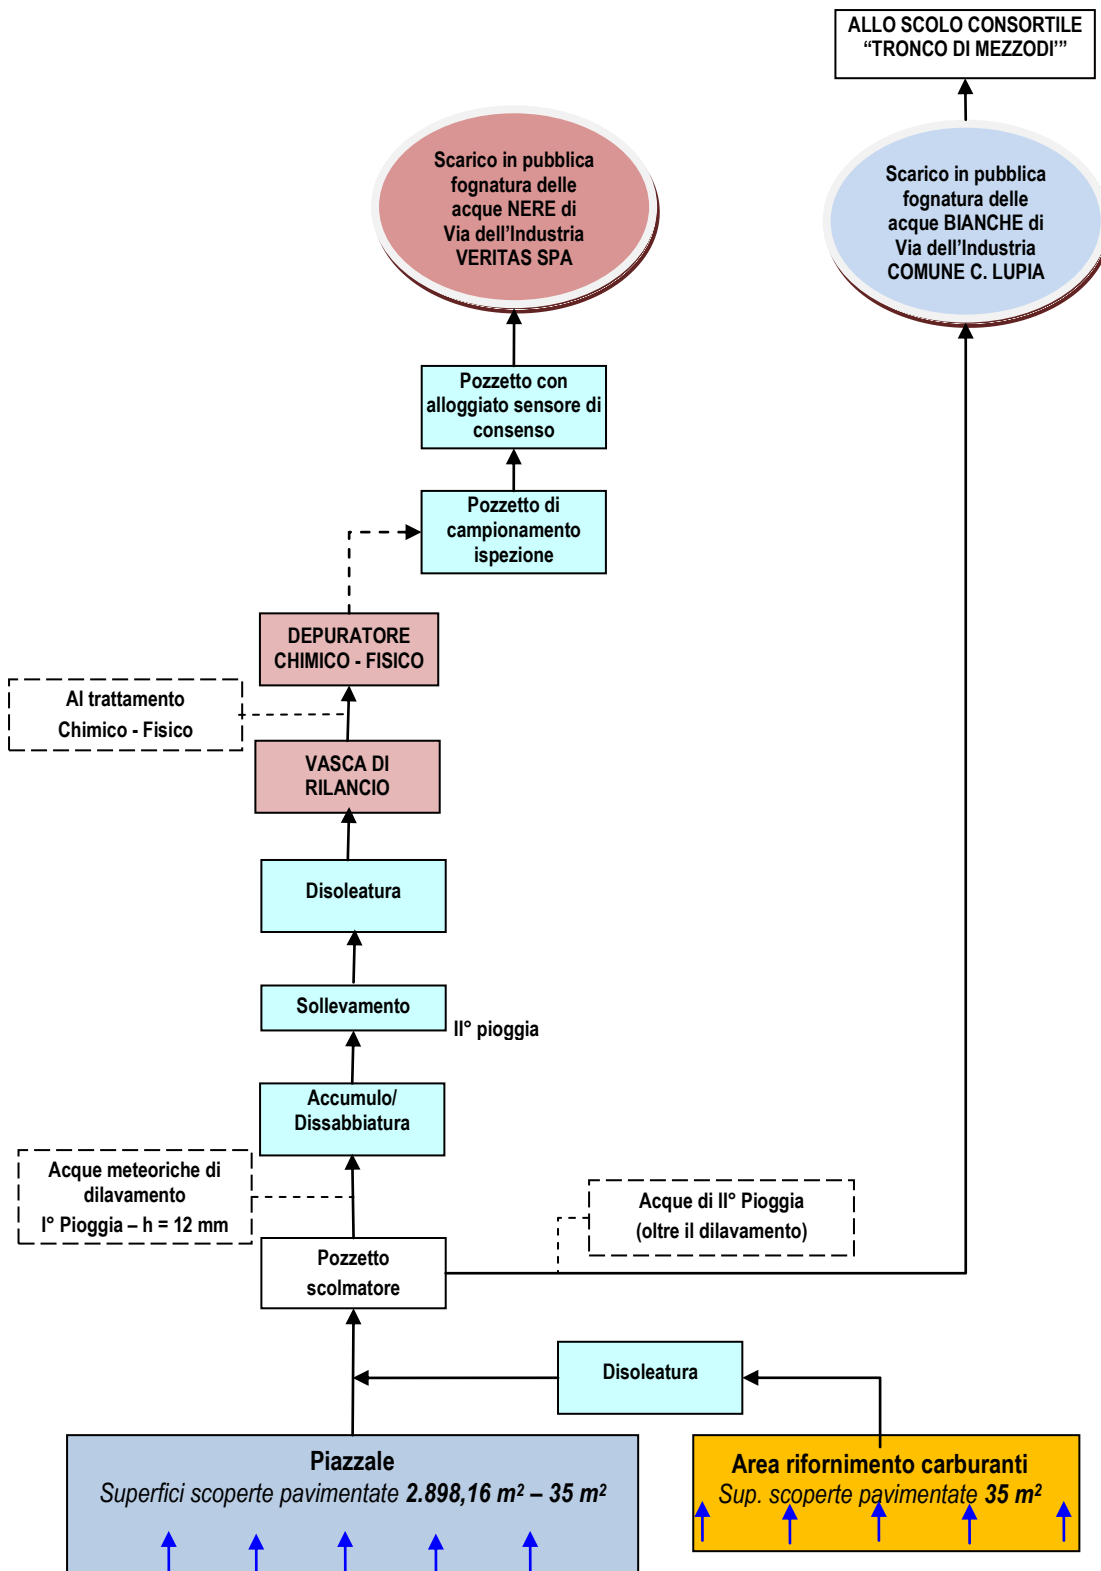 ALLO SCOLO CONSORTILE
“TRONCO DI MEZZODI’”
Scarico in pubblica
fognatura delle
acque NERE di
Via dell’Industria
VERITAS SPA
Scarico in pubblica
fognatura delle
acque BIANCHE di
Via dell’Industria
COMUNE C. LUPIA
Pozzetto con
alloggiato sensore di
consenso
Pozzetto di
campionamento
ispezione
DEPURATORE
CHIMICO - FISICO
Al trattamento
Chimico - Fisico
VASCA DI
RILANCIO
Disoleatura
Sollevamento
II° pioggia
Accumulo/
Dissabbiatura
Acque meteoriche di
dilavamento
I° Pioggia – h = 12 mm
Acque di II° Pioggia
(oltre il dilavamento)
Pozzetto
scolmatore
Disoleatura
Piazzale
Superfici scoperte pavimentate 2.898,16 m² – 35 m²
Area rifornimento carburanti
Sup. scoperte pavimentate 35 m²